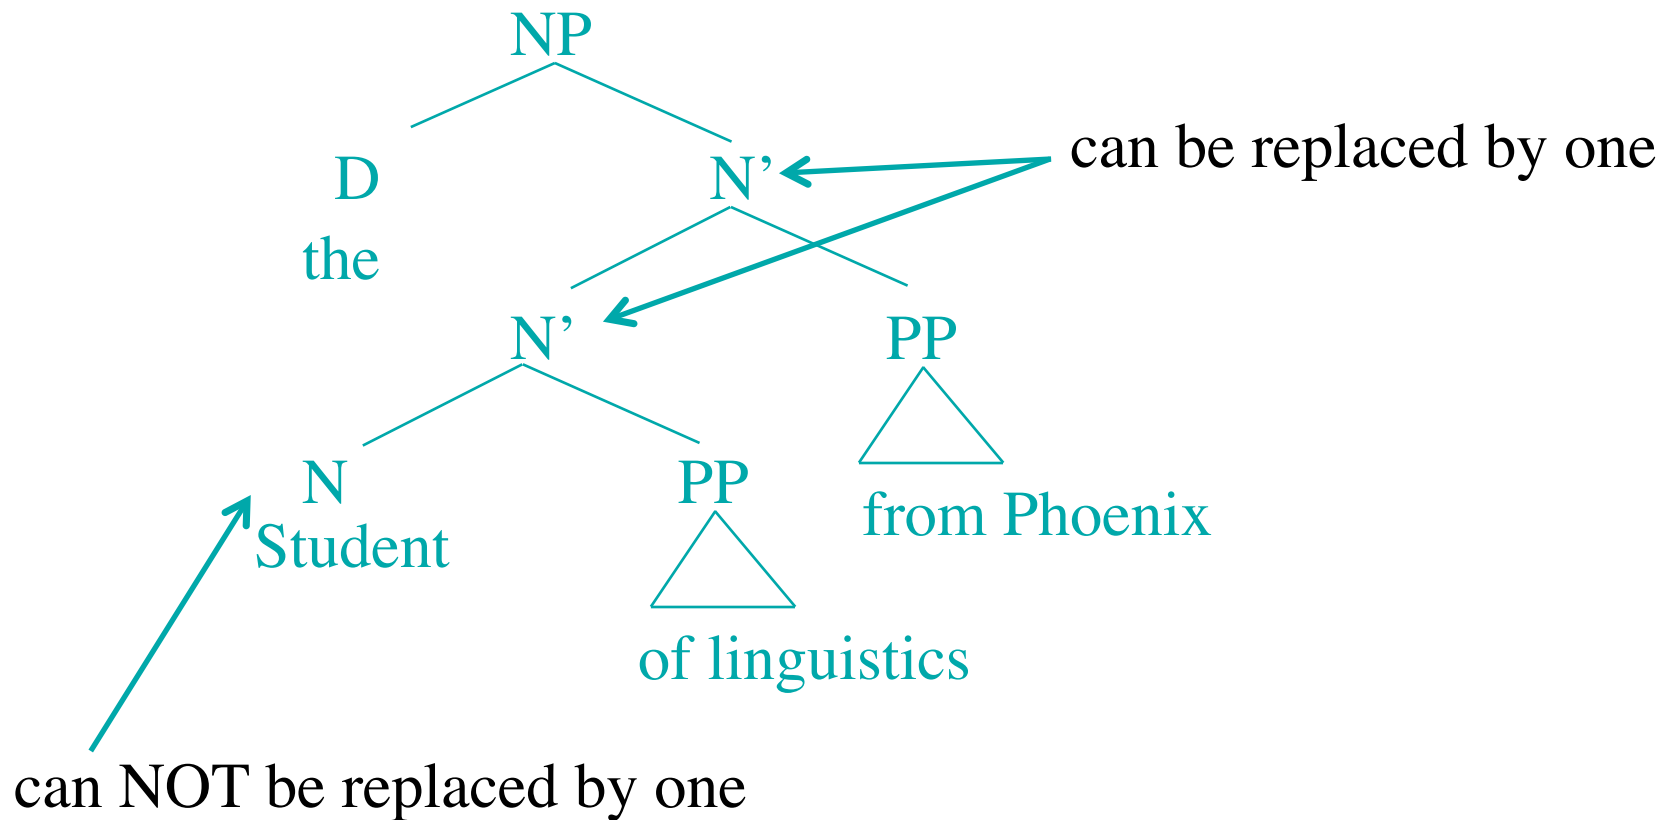 NP
can be replaced by one
D
N’
the
N’
PP
N
PP
from Phoenix
Student
of linguistics
can NOT be replaced by one